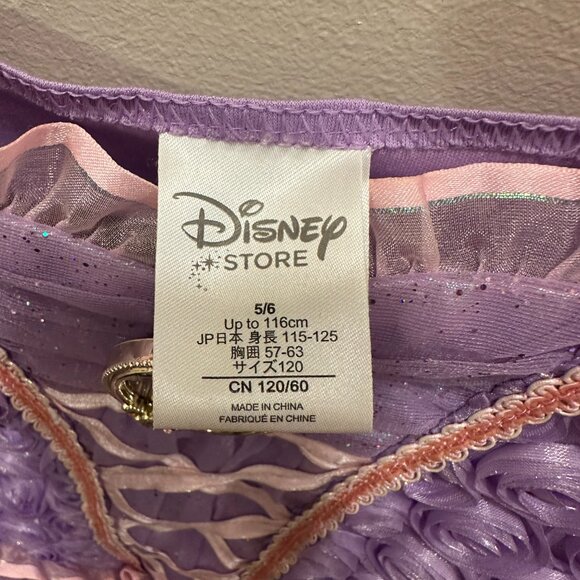 Disney
STORE
5/6
Up to 116cm
JP日本 身長 115-125
胸囲 57-63
サイズ120
CN 120/60
MADE IN CHINA
FABRIQUÉ EN CHINE